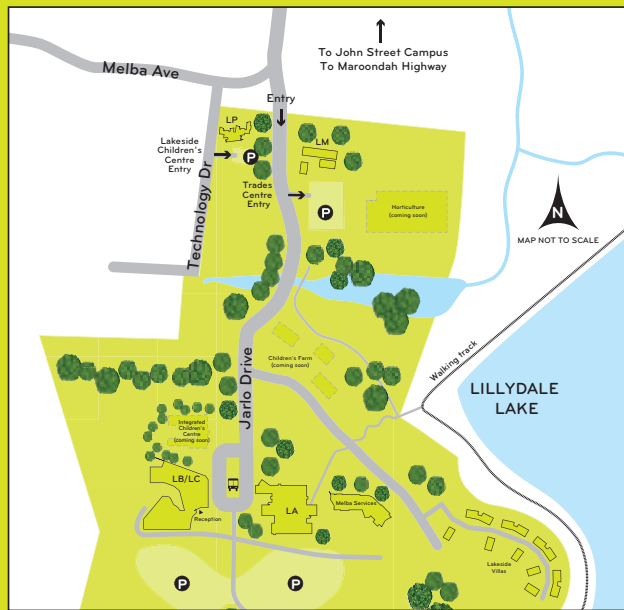 To John Street Campus
To Maroondah Highway
Melba Ave
Entry
LP
LM
Lakeside
Children's
Centre
Entry
P
Trades
Centre
Entry
P
Horticulture
(coming soon)
N
MAP NOT TO SCALE
Technology Dr
Jarlo Drive
Children's Farm
(coming soon)
Walking track
LILLYDALE
LAKE
Integrated
Children's
Centre
(coming soon)
LB/LC
Reception
LA
Melba Services
Lakeside
Villas
P
P